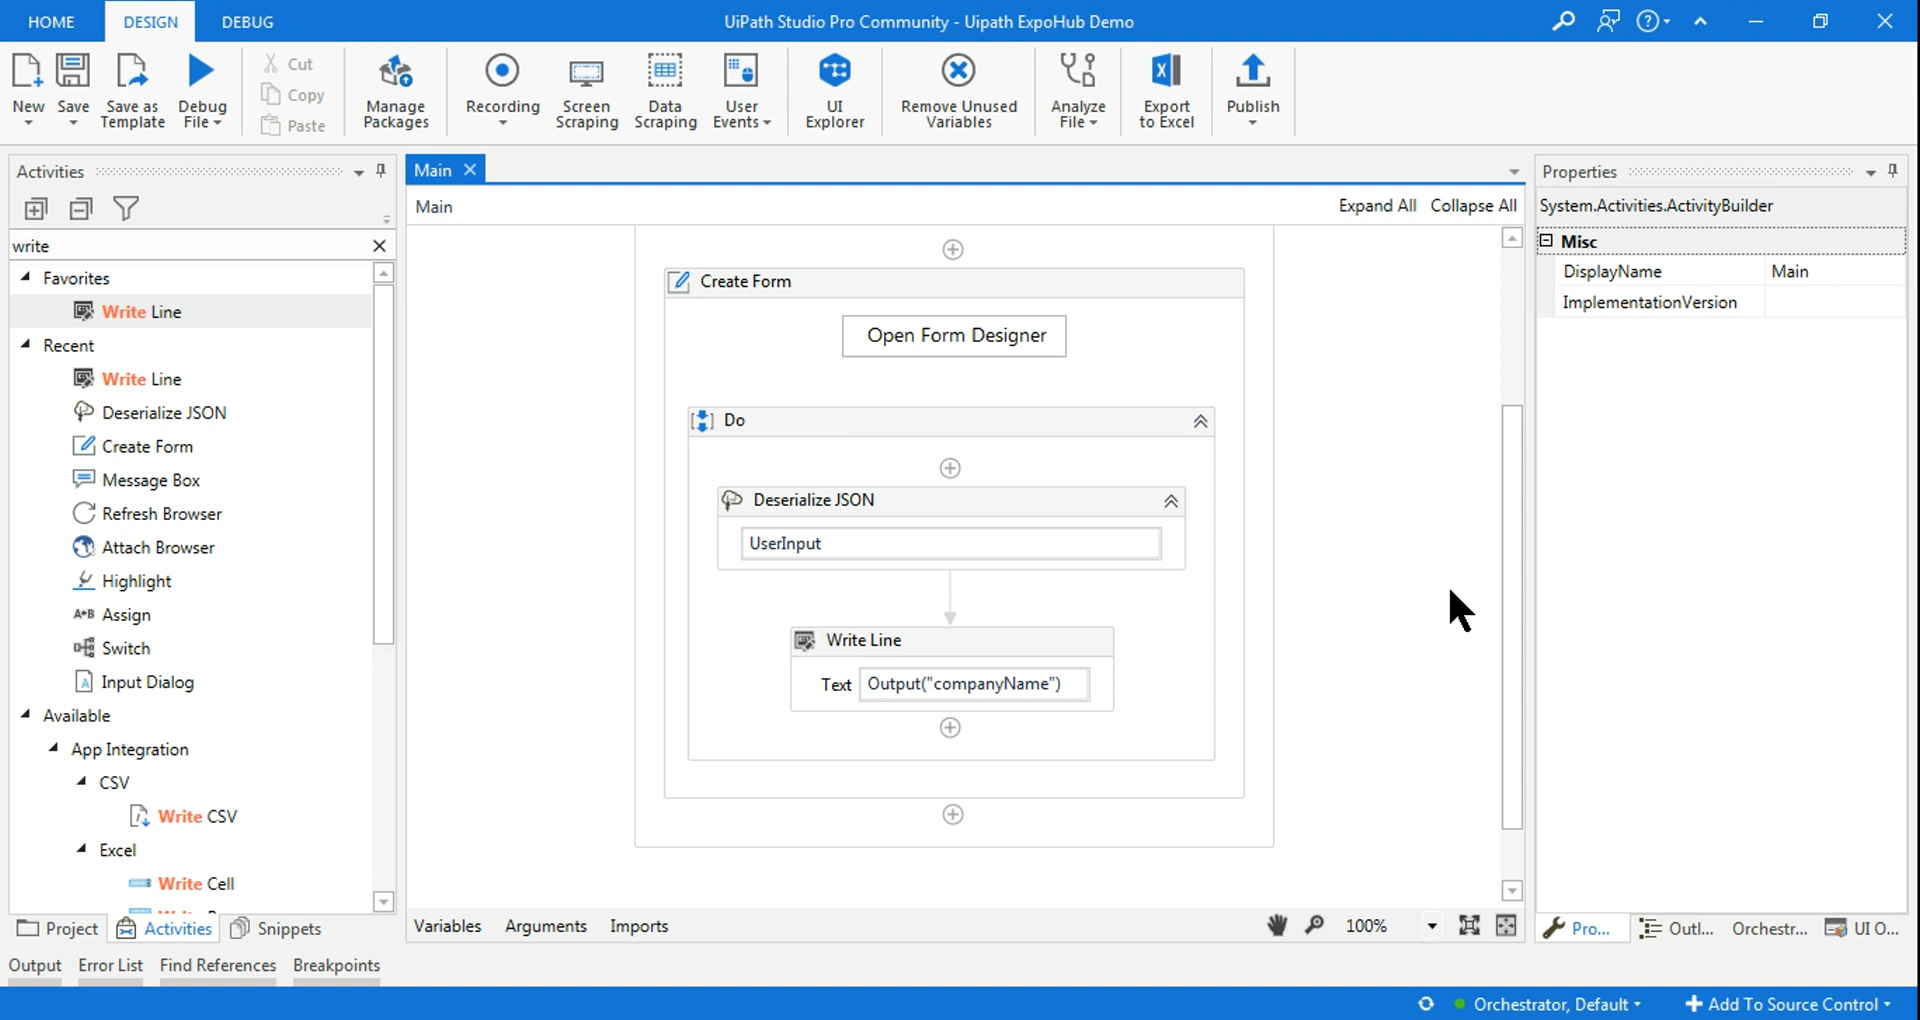 HOME DESIGN DEBUG UiPath Studio Pro Community - Uipath ExpoHub Demo
New Save Save as Template Debug File Cut Copy Paste Manage Packages Recording Screen Scraping Data Scraping User Events UI Explorer Remove Unused Variables Analyze File Export to Excel Publish
Activities
write
Favorites
Write Line
Recent
Write Line
Deserialize JSON
Create Form
Message Box
Refresh Browser
Attach Browser
Highlight
A+B Assign
Switch
Input Dialog
Available
App Integration
CSV
Write CSV
Excel
Write Cell
Project Activities Snippets
Main
Main Expand All Collapse All
Create Form
Open Form Designer
Do
Deserialize JSON
UserInput
Write Line
Text Output("companyName")
Variables Arguments Imports 100%
Properties
System.Activities.ActivityBuilder
Misc
DisplayName Main
ImplementationVersion
Pro... Outl... Orchestr... UI O...
Output Error List Find References Breakpoints
Orchestrator, Default Add To Source Control